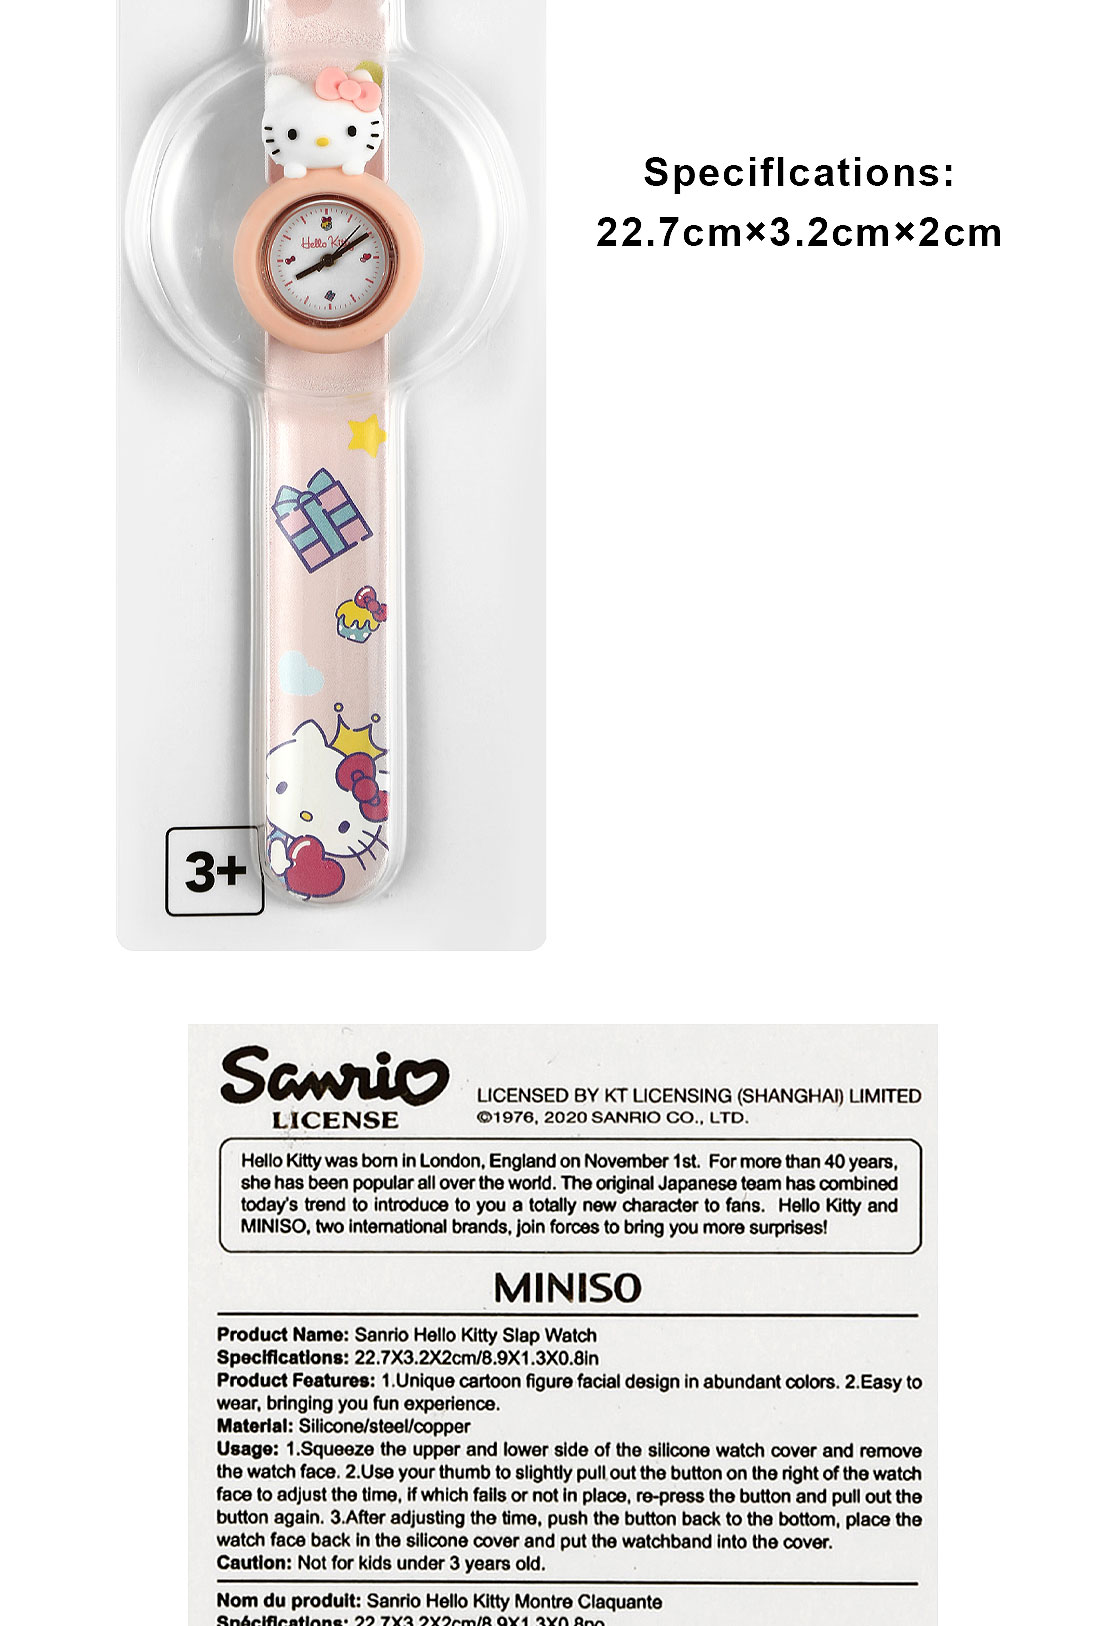 Speciflcations:
22.7cm×3.2cm×2cm
Hello Kitty
3+
Sanrio
LICENSE
LICENSED BY KT LICENSING (SHANGHAI) LIMITED
©1976, 2020 SANRIO CO., LTD.
Hello Kitty was born in London, England on November 1st. For more than 40 years,
she has been popular all over the world. The original Japanese team has combined
today's trend to introduce to you a totally new character to fans. Hello Kitty and
MINISO, two international brands, join forces to bring you more surprises!
MINISO
Product Name: Sanrio Hello Kitty Slap Watch
Specifications: 22.7X3.2X2cm/8.9X1.3X0.8in
Product Features: 1.Unique cartoon figure facial design in abundant colors. 2.Easy to
wear, bringing you fun experience.
Material: Silicone/steel/copper
Usage: 1.Squeeze the upper and lower side of the silicone watch cover and remove
the watch face. 2.Use your thumb to slightly pull out the button on the right of the watch
face to adjust the time, if which fails or not in place, re-press the button and pull out the
button again. 3.After adjusting the time, push the button back to the bottom, place the
watch face back in the silicone cover and put the watchband into the cover.
Caution: Not for kids under 3 years old.
Nom du produit: Sanrio Hello Kitty Montre Claquante
Spécifications: 22.7X3.2X2cm/8.9X1.3X0.8po